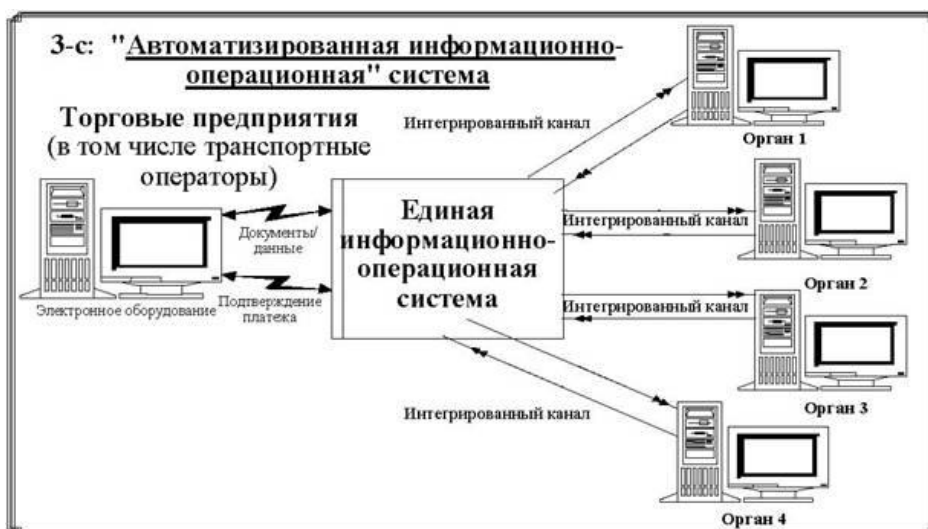 3-с: "Автоматизированная информационно-
операционная" система
Торговые предприятия
(в том числе транспортные
операторы)
Электронное оборудование
Документы/
данные
Подтверждение
платежа
Единая
информационно-
операционная
система
Интегрированный канал
Орган 1
Интегрированный канал
Орган 2
Интегрированный канал
Орган 3
Интегрированный канал
Орган 4